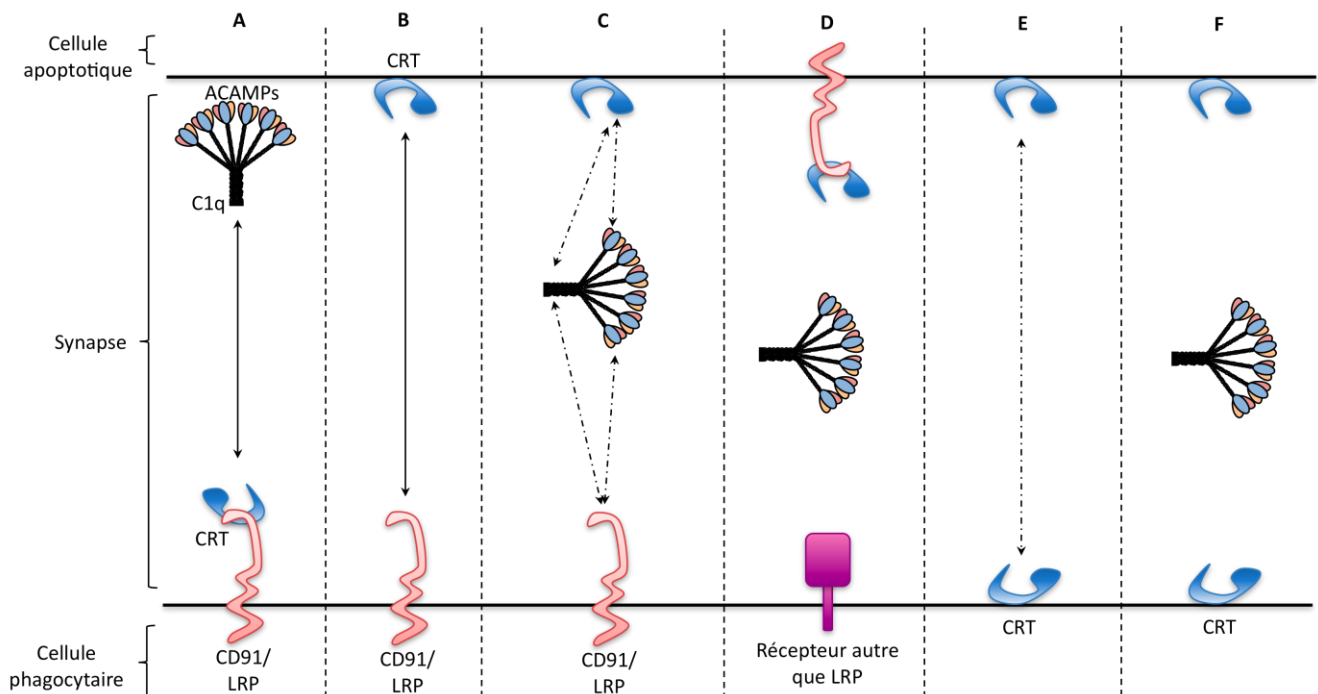 A
B
C
D
E
F
Cellule
apoptotique
CRT
ACAMPs
C1q
Synapse
CRT
CD91/
LRP
CD91/
LRP
CD91/
LRP
Récepteur autre
que LRP
CRT
CRT
Cellule
phagocytaire